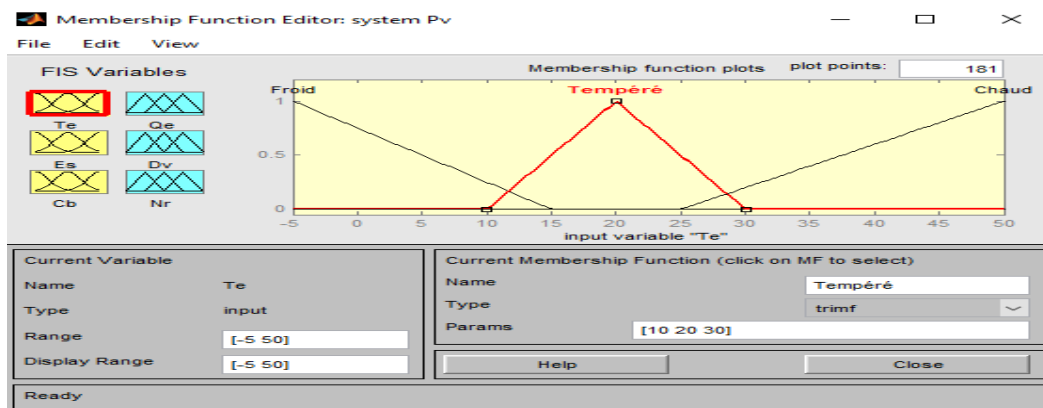 Membership Function Editor: system Pv
File Edit View
FIS Variables
Te Qe
Es Dv
Cb Nr
Membership function plots plot points: 181
Froid Tempéré Chaud
1
0.5
0
-5 0 5 10 15 20 25 30 35 40 45 50
input variable "Te"
Current Variable
Name Te
Type input
Range [-5 50]
Display Range [-5 50]
Current Membership Function (click on MF to select)
Name Tempéré
Type trimf
Params [10 20 30]
Help Close
Ready